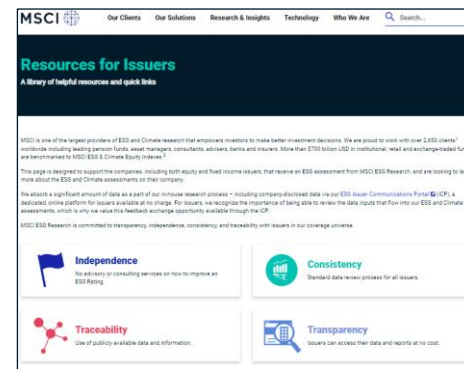 MSCI
Our Clients Our Solutions Research & Insights Technology Who We Are Search...
Resources for Issuers
A library of helpful resources and quick links
MSCI is one of the largest providers of ESG and Climate research that empowers investors to make better investment decisions. We are proud to work with over 2,650 clients¹
worldwide including leading pension funds, asset managers, consultants, advisers, banks and insurers. More than $700 billion USD in institutional, retail and exchange-traded fun
are benchmarked to MSCI ESG & Climate Equity Indexes.²
This page is designed to support the companies, including both equity and fixed income issuers, that receive an ESG assessment from MSCI ESG Research, and are looking to lea
more about the ESG and Climate assessments on their company.
We absorb a significant amount of data as a part of our in-house research process – including company-disclosed data via our ESG Issuer Communications Portal (ICP), a
dedicated, online platform for issuers available at no charge. For issuers, we recognize the importance of being able to review the data inputs that flow into our ESG and Climate
assessments, which is why we value this feedback exchange opportunity available through the ICP.
MSCI ESG Research is committed to transparency, independence, consistency, and traceability with issuers in our coverage universe.
Independence
No advisory or consulting services on how to improve an
ESG Rating.
Consistency
Standard data review process for all issuers.
Traceability
Use of publicly available data and information.
Transparency
Issuers can access their data and reports at no cost.